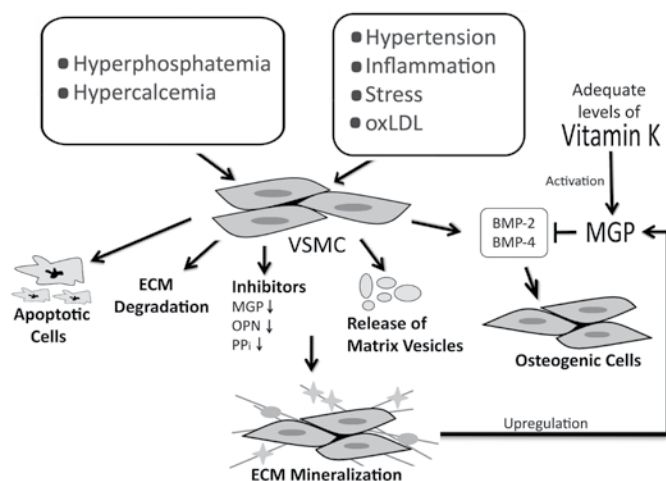 Hyperphosphatemia
Hypercalcemia
Hypertension
Inflammation
Stress
oxLDL
Adequate
levels of
Vitamin K
Activation
VSMC
BMP-2
BMP-4
MGP
Apoptotic
Cells
ECM
Degradation
Inhibitors
MGP↓
OPN ↓
PPi ↓
Release of
Matrix Vesicles
Osteogenic Cells
Upregulation
ECM Mineralization